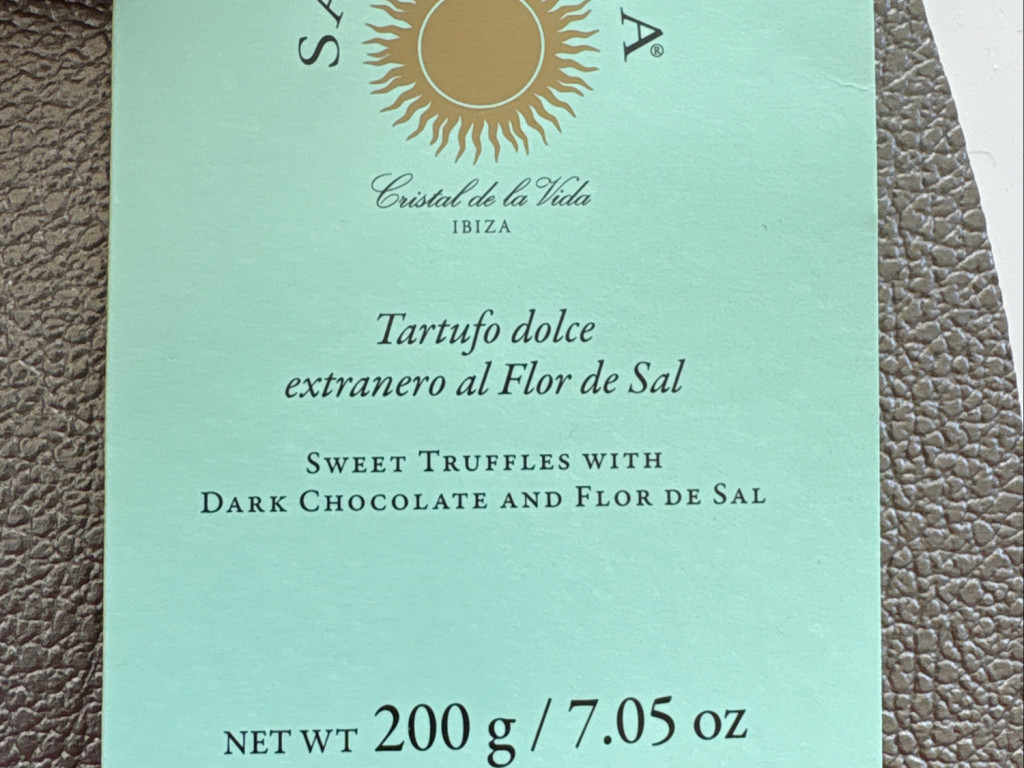 Cristal de la Vida
IBIZA
Tartufo dolce
extranero al Flor de Sal
SWEET TRUFFLES WITH
DARK CHOCOLATE AND FLOR DE SAL
NET WT 200 g / 7.05 oz